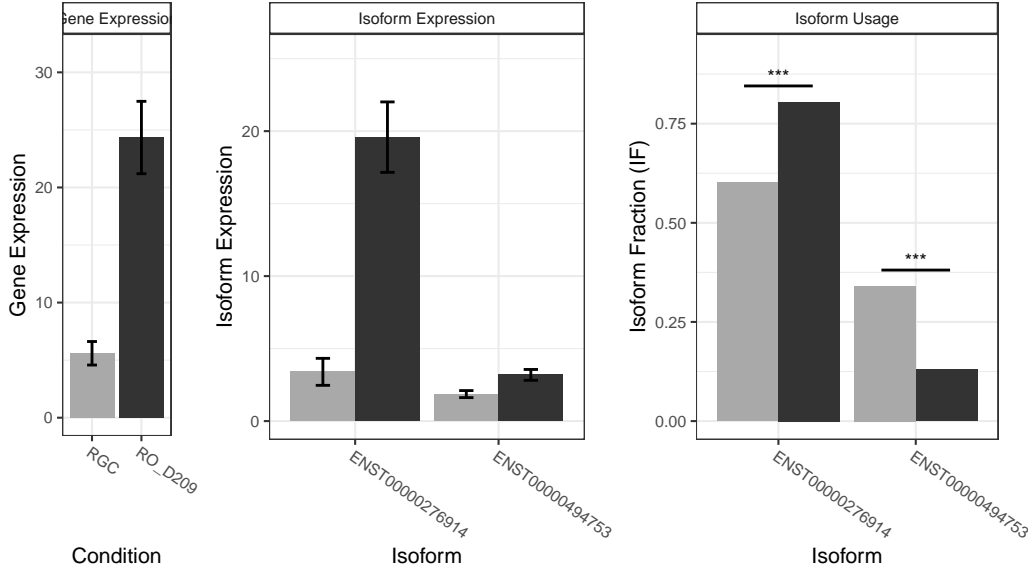 Gene Expression
Gene Expression
30
20
10
0
RGC
RO_D209
Condition
Isoform Expression
Isoform Expression
20
10
0
ENST00000276914
ENST00000494753
Isoform
Isoform Usage
Isoform Fraction (IF)
0.75
0.50
0.25
0.00
***
***
ENST00000276914
ENST00000494753
Isoform